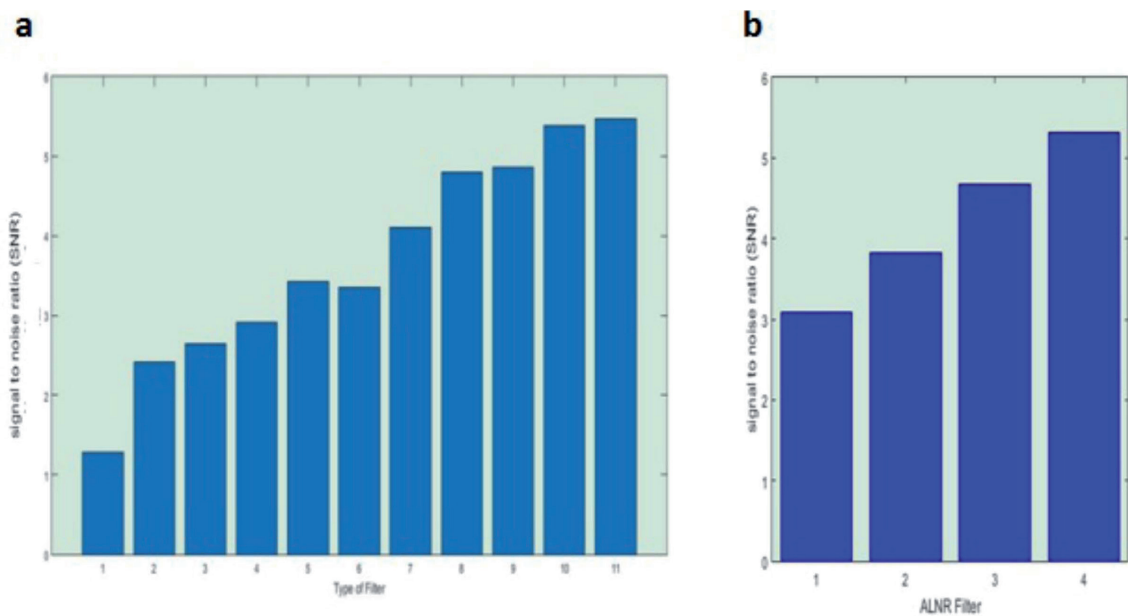 a
6
5
4
3
2
1
0
signal to noise ratio (SNR)
1 2 3 4 5 6 7 8 9 10 11
Type of Filter
b
6
5
4
3
2
1
0
signal to noise ratio (SNR)
1 2 3 4
ALNR Filter